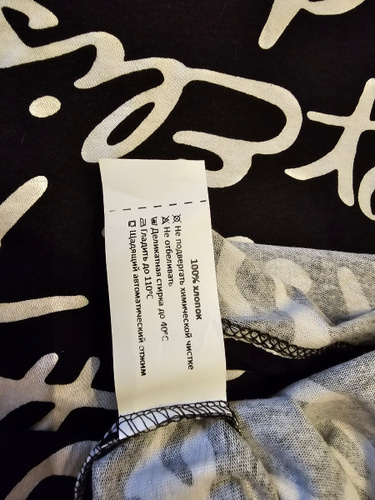 100% хлопок
Не подвергать химической чистке
Не отбеливать
Деликатная стирка до 40°С
Гладить до 110°С
Щадящий автоматический отжим